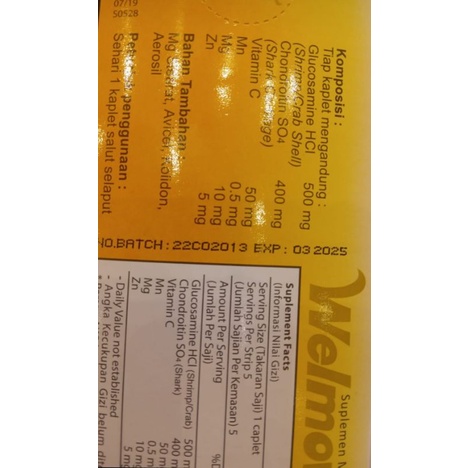 07/19
50528
Komposisi :
Tiap kaplet mengandung :
Glucosamine HCl 500 mg
(Shrimp/Crab Shell)
Chondroitin SO4 400 mg
(Shark
Vitamin C 50 mg
Mn 0.5 mg
Mg 10 mg
Zn 5 mg
Bahan Tambahan
Mg Avicel,
Aerosil
penggunaan :
Sehari 1 kaplet salut selaput
NO.BATCH : 22C02013 EXP : 03 2025
Suplemen
Welmo
Suplement Facts
(Informasi Nilai Gizi)
Serving Size (Takaran Saji) 1 caplet
Servings Per Strip 5
(Jumlah Sajian Per Kemasan) 5
Amount Per Serving
(Jumlah Per Saji)
Glucosamine HCl (Shrimp/Crab) 500 m
Chondroitin SO4 (Shark) 400 m
Vitamin C 50 m
Mn 0.5 m
Mg 10 m
Zn 5 m
- Daily Value not established
- Angka Kecukupan Gizi belum dit